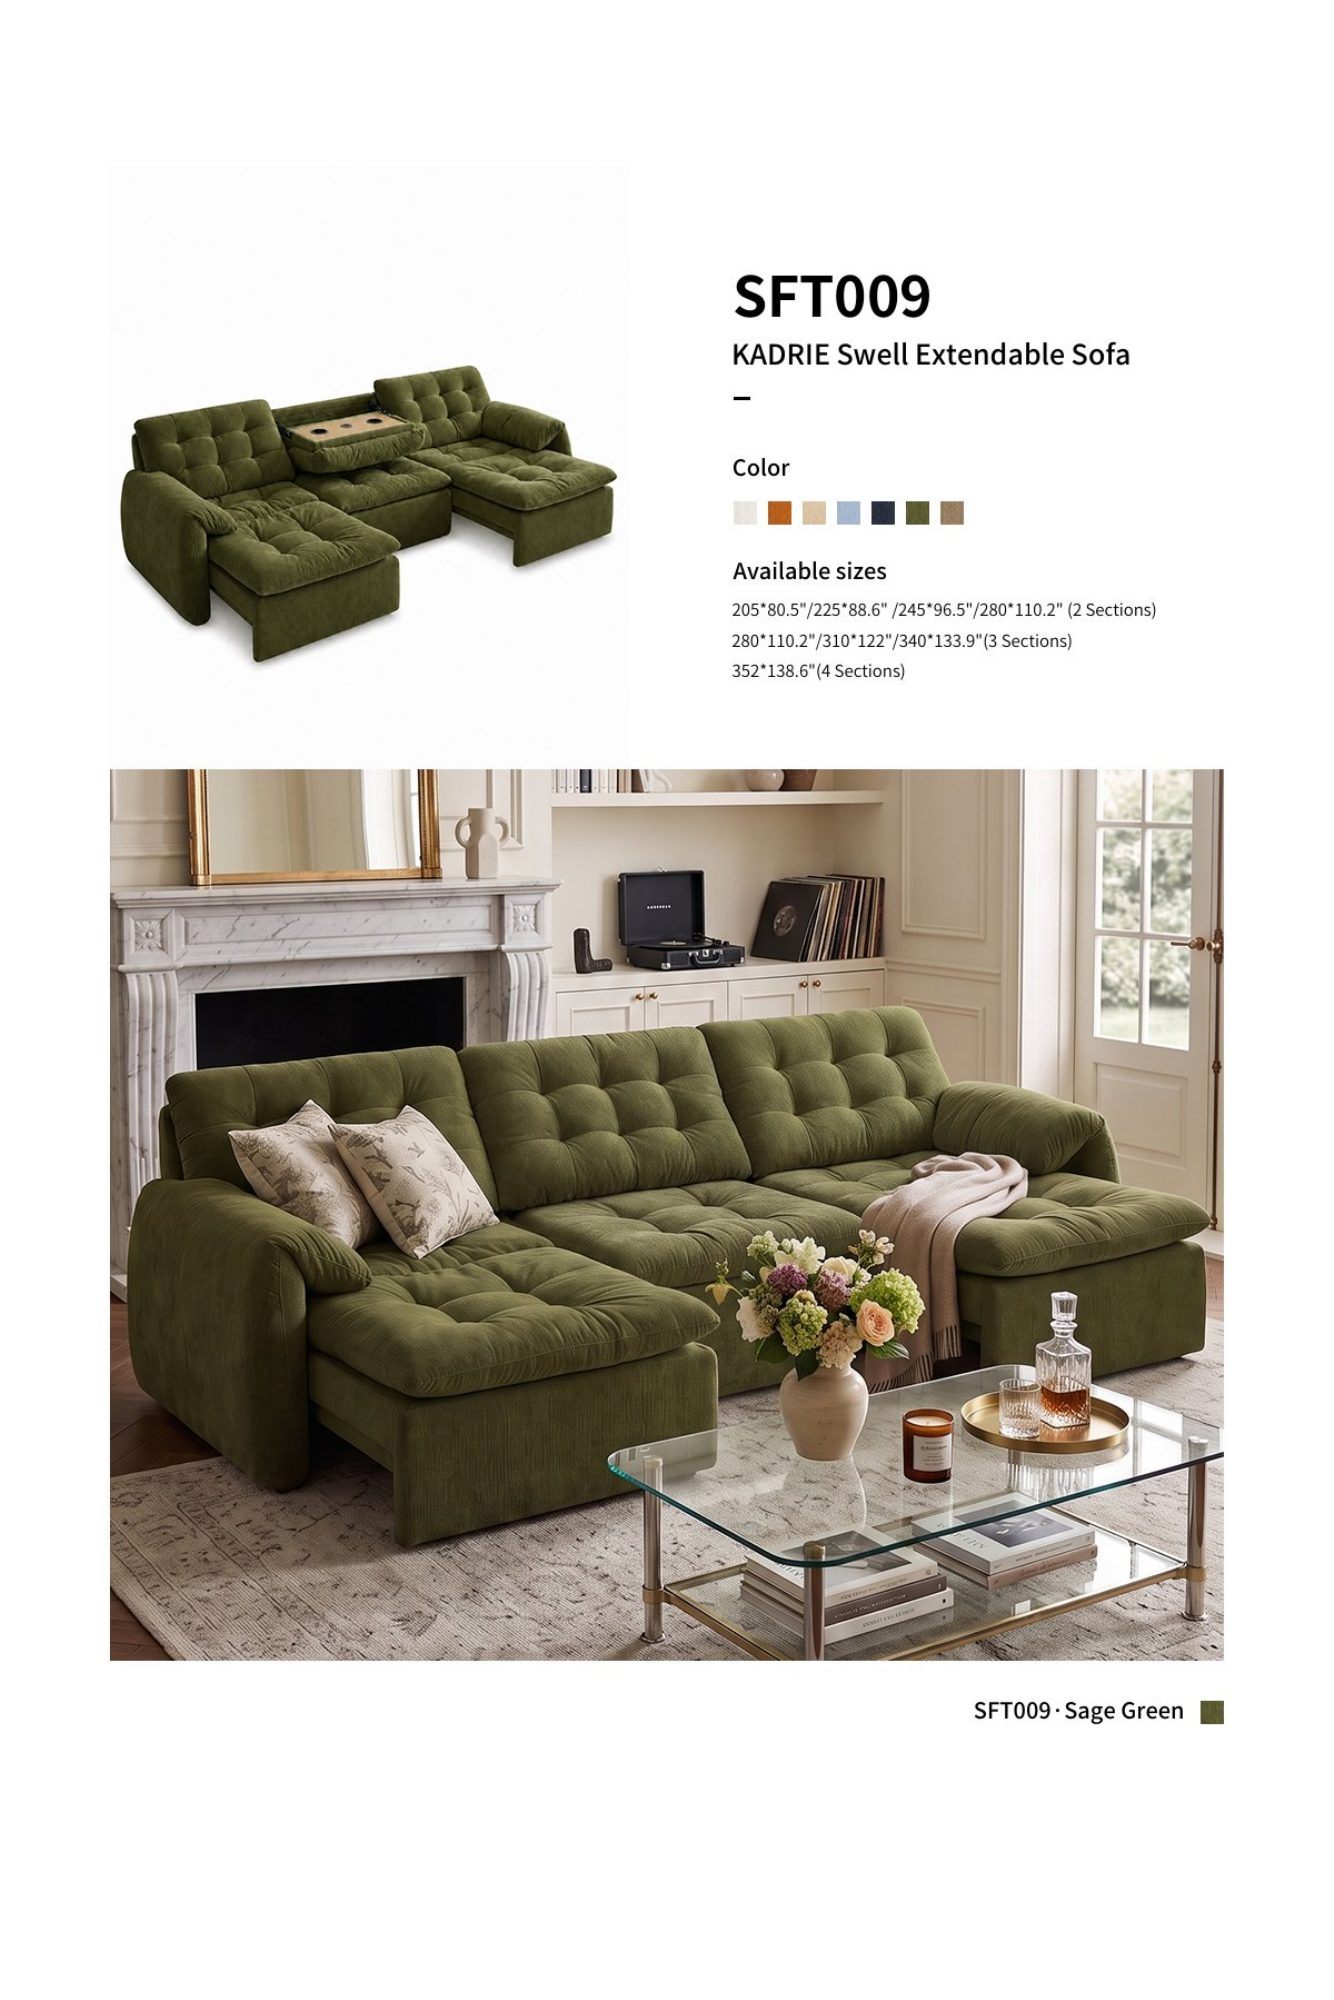 SFT009
KADRIE Swell Extendable Sofa
Color
Available sizes
205*80.5"/225*88.6" /245*96.5"/280*110.2" (2 Sections)
280*110.2"/310*122"/340*133.9"(3 Sections)
352*138.6"(4 Sections)
SFT009·Sage Green